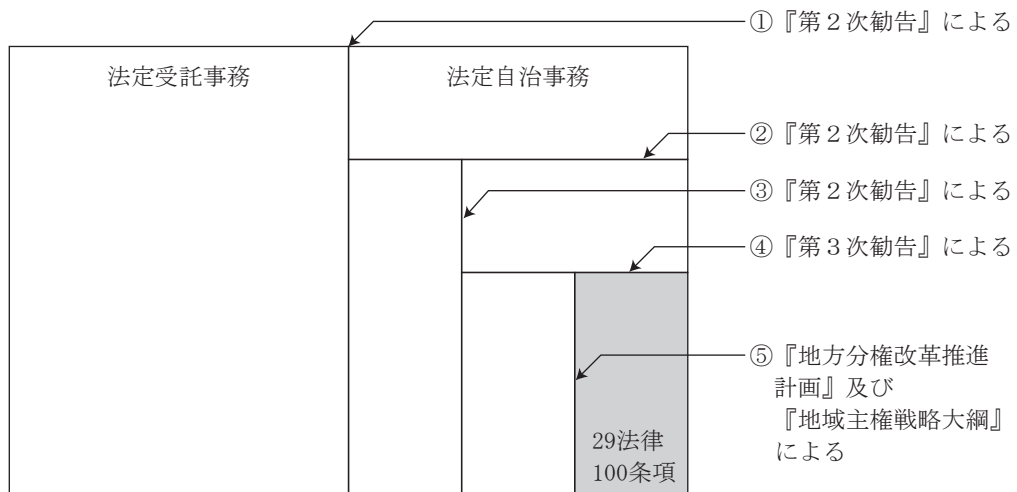 ①『第２次勧告』による
法定受託事務
法定自治事務
②『第２次勧告』による
③『第２次勧告』による
④『第３次勧告』による
⑤『地方分権改革推進
計画』及び
『地域主権戦略大綱』
による
29法律
100条項